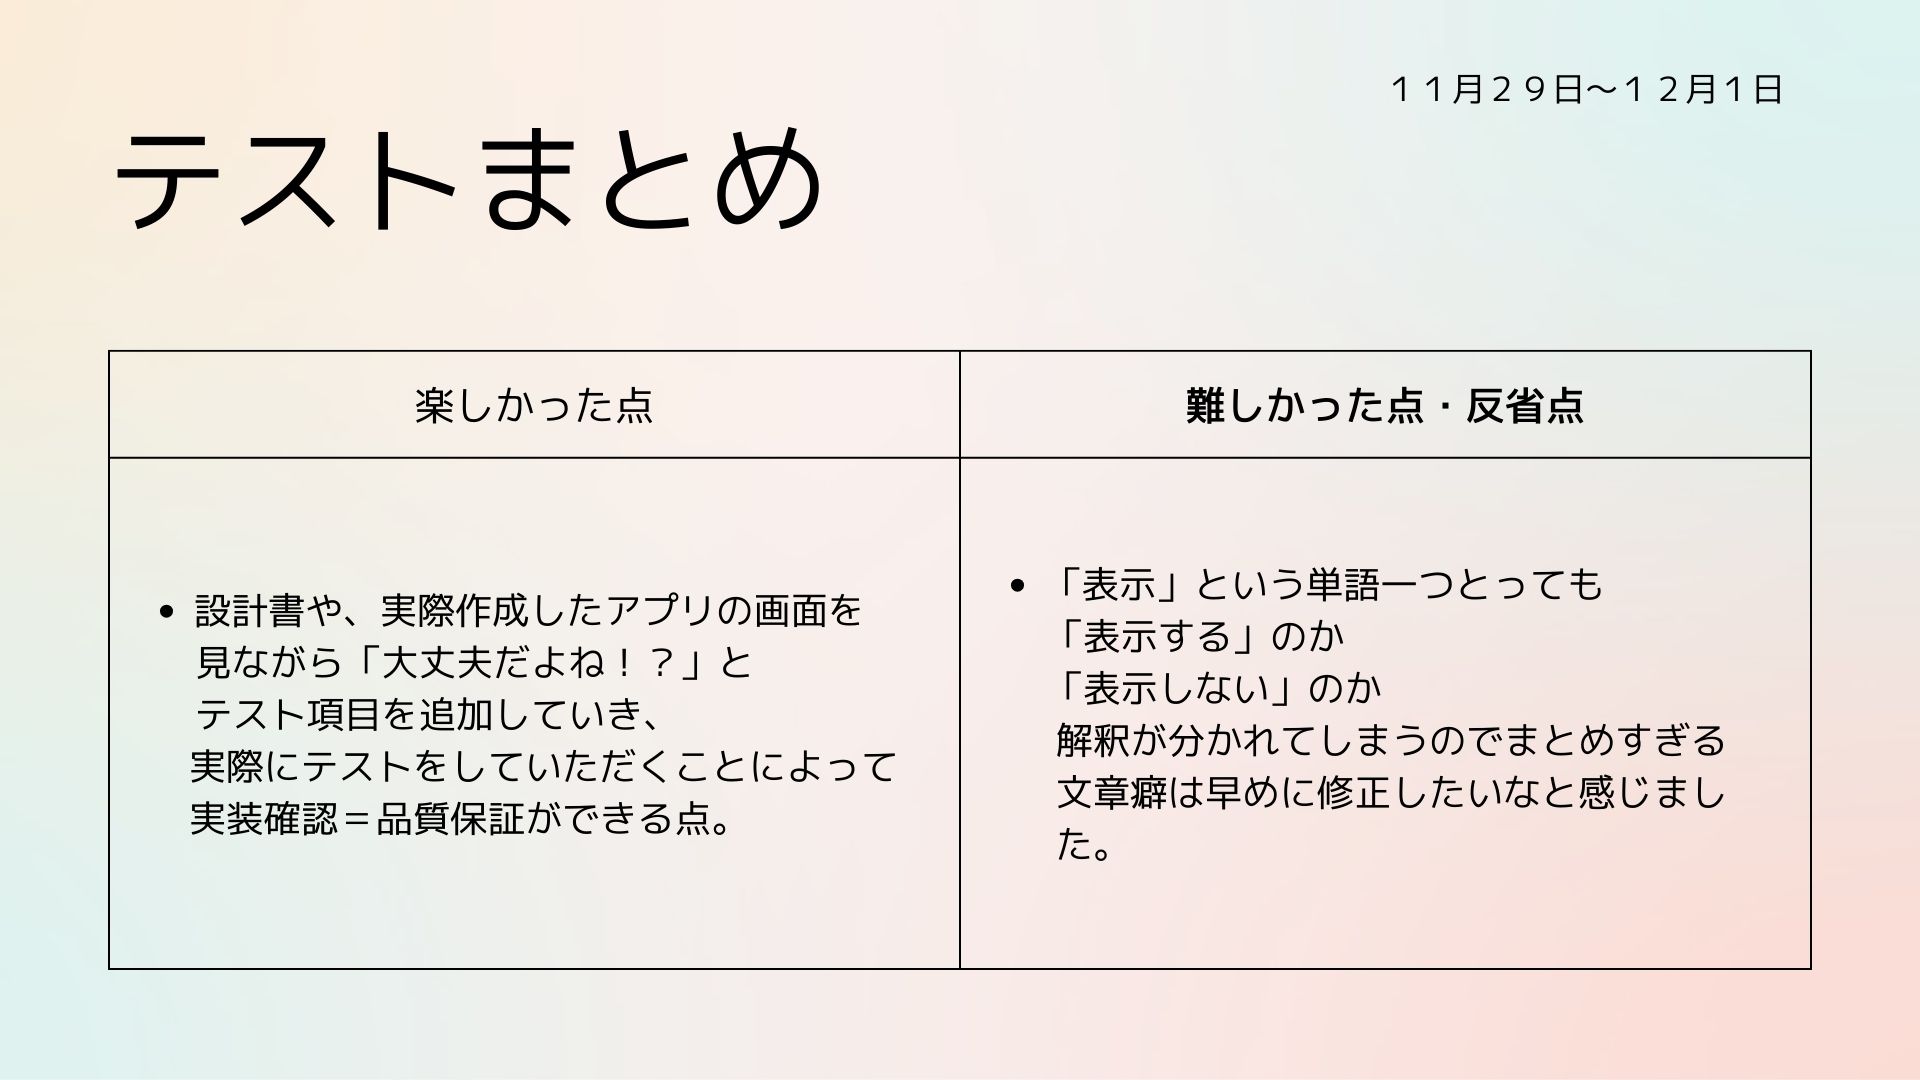 １１月２９日～１２月１日
テストまとめ
楽しかった点
難しかった点・反省点
• 設計書や、実際作成したアプリの画面を
見ながら「大丈夫だよね！？」と
テスト項目を追加していき、
実際にテストをしていただくことによって
実装確認＝品質保証ができる点。
• 「表示」という単語一つとっても
「表示する」のか
「表示しない」のか
解釈が分かれてしまうのでまとめすぎる
文章癖は早めに修正したいなと感じまし
た。